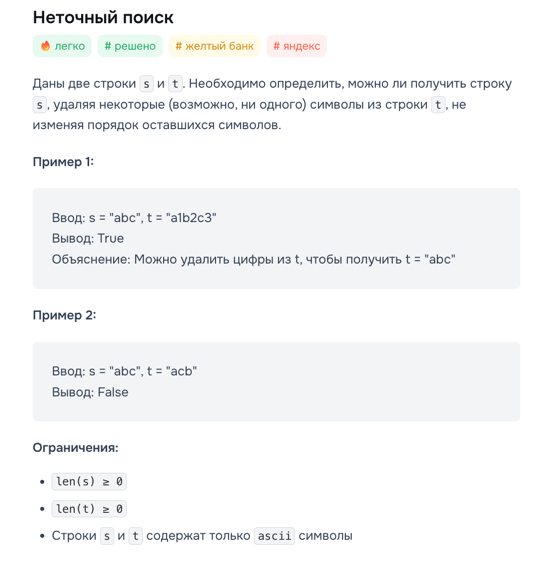 Неточный поиск
🔥 легко # решено # желтый банк # яндекс
Даны две строки s и t. Необходимо определить, можно ли получить строку
s, удаляя некоторые (возможно, ни одного) символы из строки t, не
изменяя порядок оставшихся символов.
Пример 1:
Ввод: s = "abc", t = "a1b2c3"
Вывод: True
Объяснение: Можно удалить цифры из t, чтобы получить t = "abc"
Пример 2:
Ввод: s = "abc", t = "acb"
Вывод: False
Ограничения:
• len(s) ≥ 0
• len(t) ≥ 0
• Строки s и t содержат только ascii символы